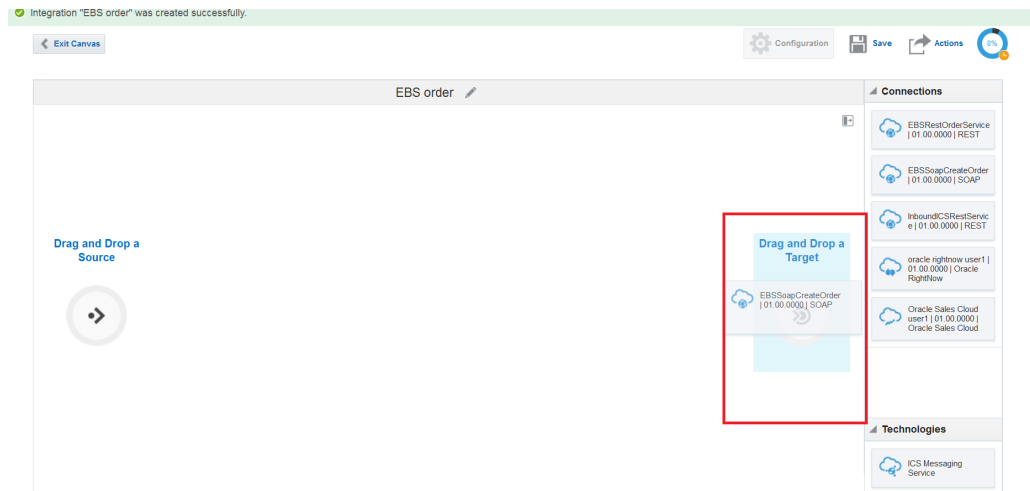 Integration "EBS order" was created successfully.
Exit Canvas
Configuration
Save
Actions
8%
EBS order
Connections
EBSRestOrderService
| 01.00.0000 | REST
EBSSoapCreateOrder
| 01.00.0000 | SOAP
InboundICSRestServic
e | 01.00.0000 | REST
oracle rightnow user1 |
01.00.0000 | Oracle
RightNow
Oracle Sales Cloud
user1 | 01.00.0000 |
Oracle Sales Cloud
Drag and Drop a
Source
Drag and Drop a
Target
EBSSoapCreateOrder
| 01.00.0000 | SOAP
Technologies
ICS Messaging
Service